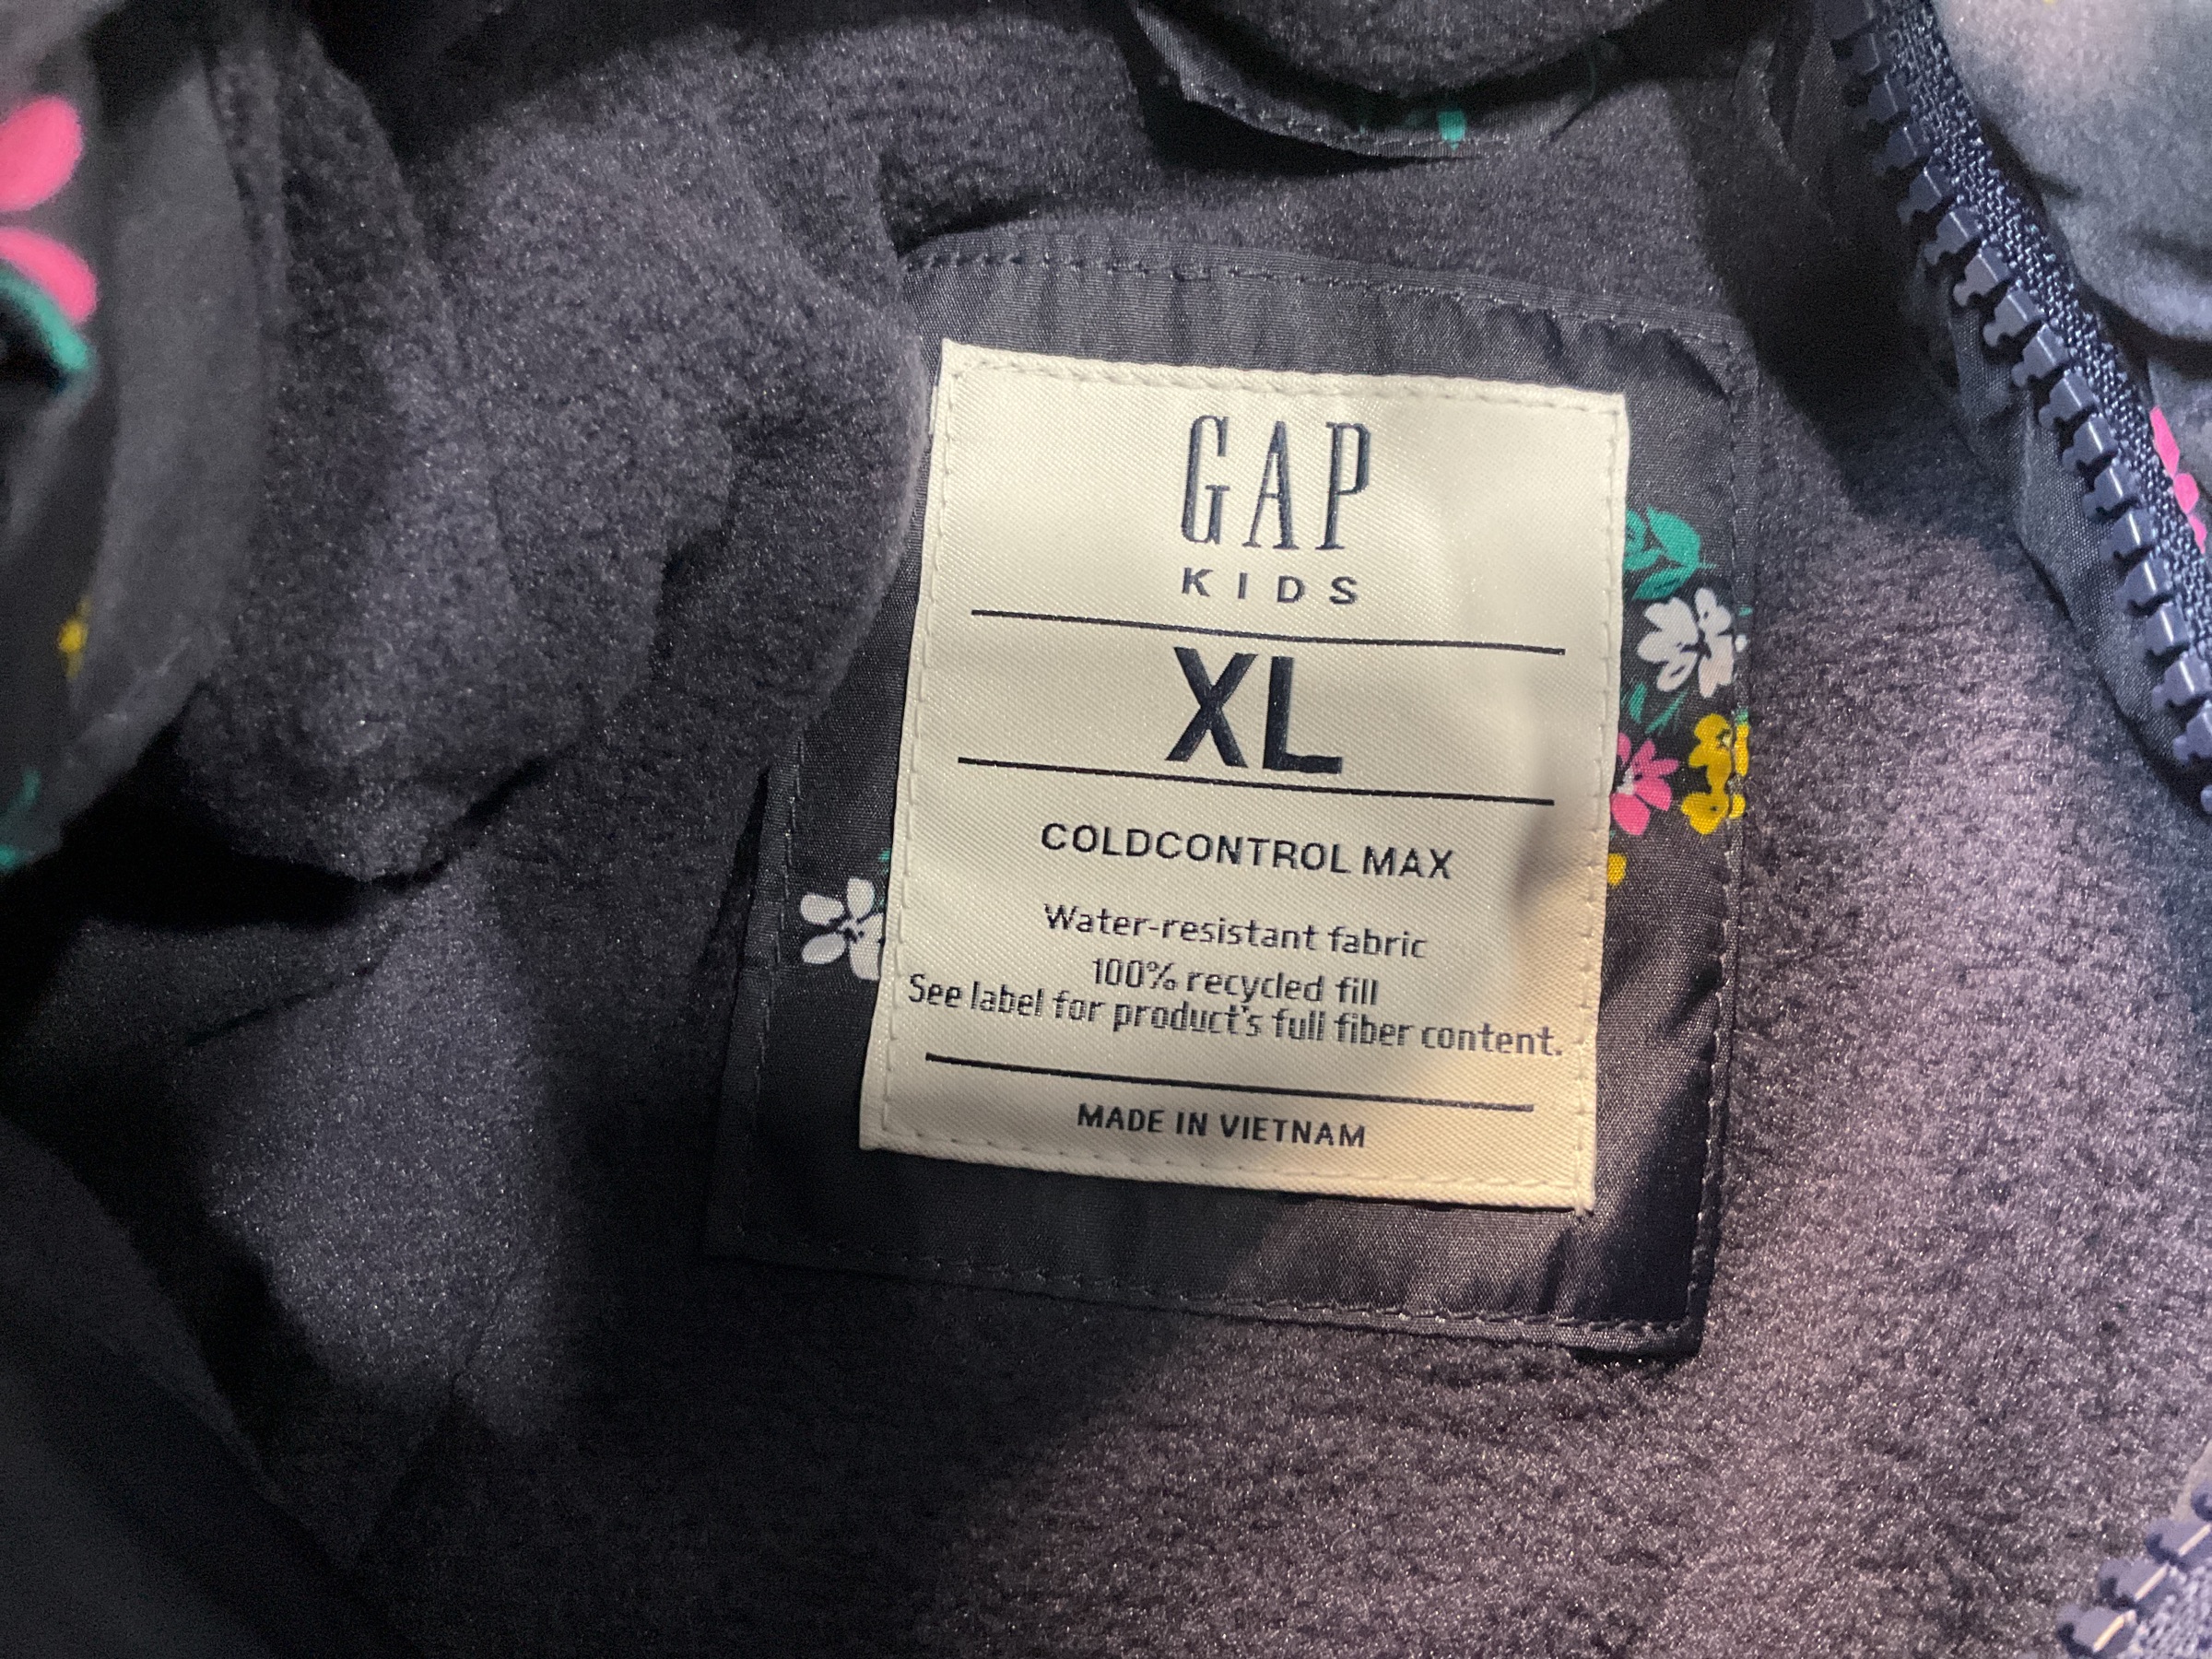 GAP
KIDS
XL
COLDCONTROL MAX
Water-resistant fabric
100% recycled fill
See label for product's full fiber content.
MADE IN VIETNAM